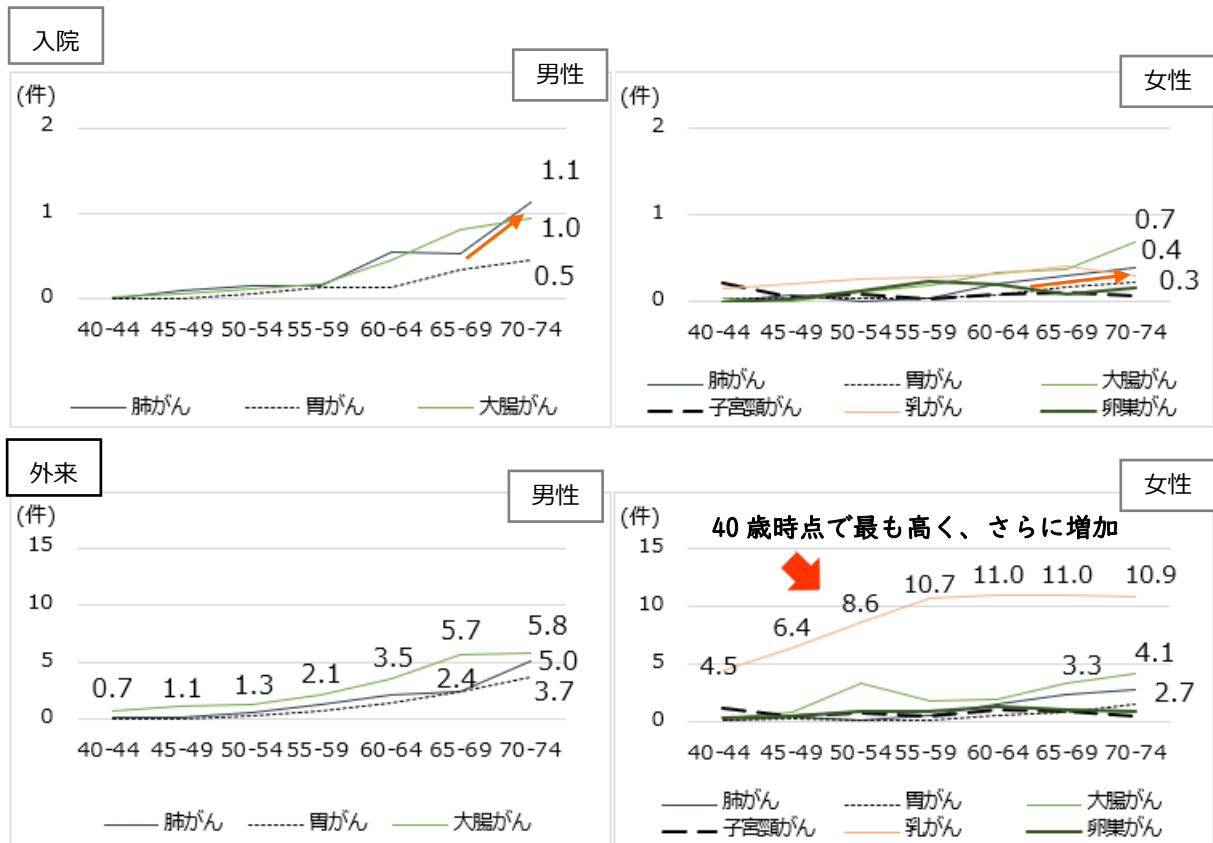 入院
男性
(件)
2
1
0
1.1
1.0
0.5
40-44 45-49 50-54 55-59 60-64 65-69 70-74
肺がん 胃がん 大腸がん
女性
(件)
2
1
0
0.7
0.4
0.3
40-44 45-49 50-54 55-59 60-64 65-69 70-74
肺がん 胃がん 大腸がん
子宮頸がん 乳がん 卵巣がん
外来
男性
(件)
15
10
5
0
0.7 1.1 1.3 2.1 3.5 5.7 5.8
2.4 5.0
3.7
40-44 45-49 50-54 55-59 60-64 65-69 70-74
肺がん 胃がん 大腸がん
女性
(件)
40歳時点で最も高く、さらに増加
15
10
5
0
4.5 6.4 8.6 10.7 11.0 11.0 10.9
3.3 4.1
2.7
40-44 45-49 50-54 55-59 60-64 65-69 70-74
肺がん 胃がん 大腸がん
子宮頸がん 乳がん 卵巣がん